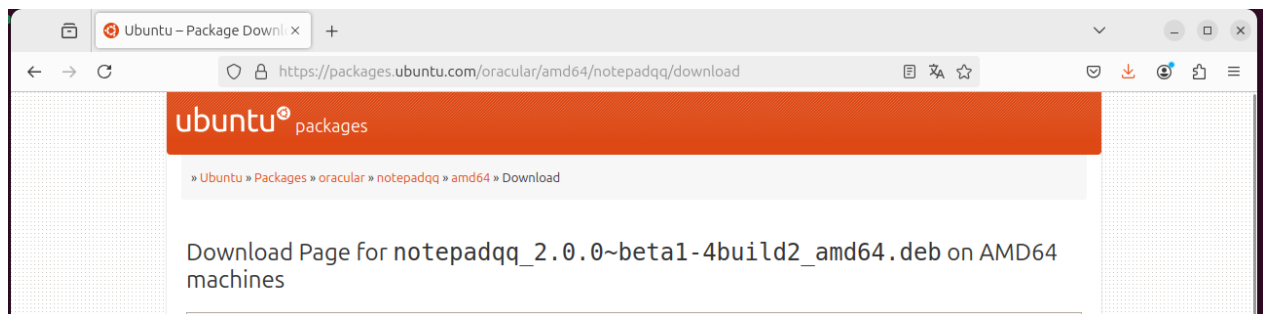 Ubuntu – Package Downl
https://packages.ubuntu.com/oracular/amd64/notepadqq/download
ubuntu packages
» Ubuntu » Packages » oracular » notepadqq » amd64 » Download
Download Page for notepadqq_2.0.0~beta1-4build2_amd64.deb on AMD64
machines